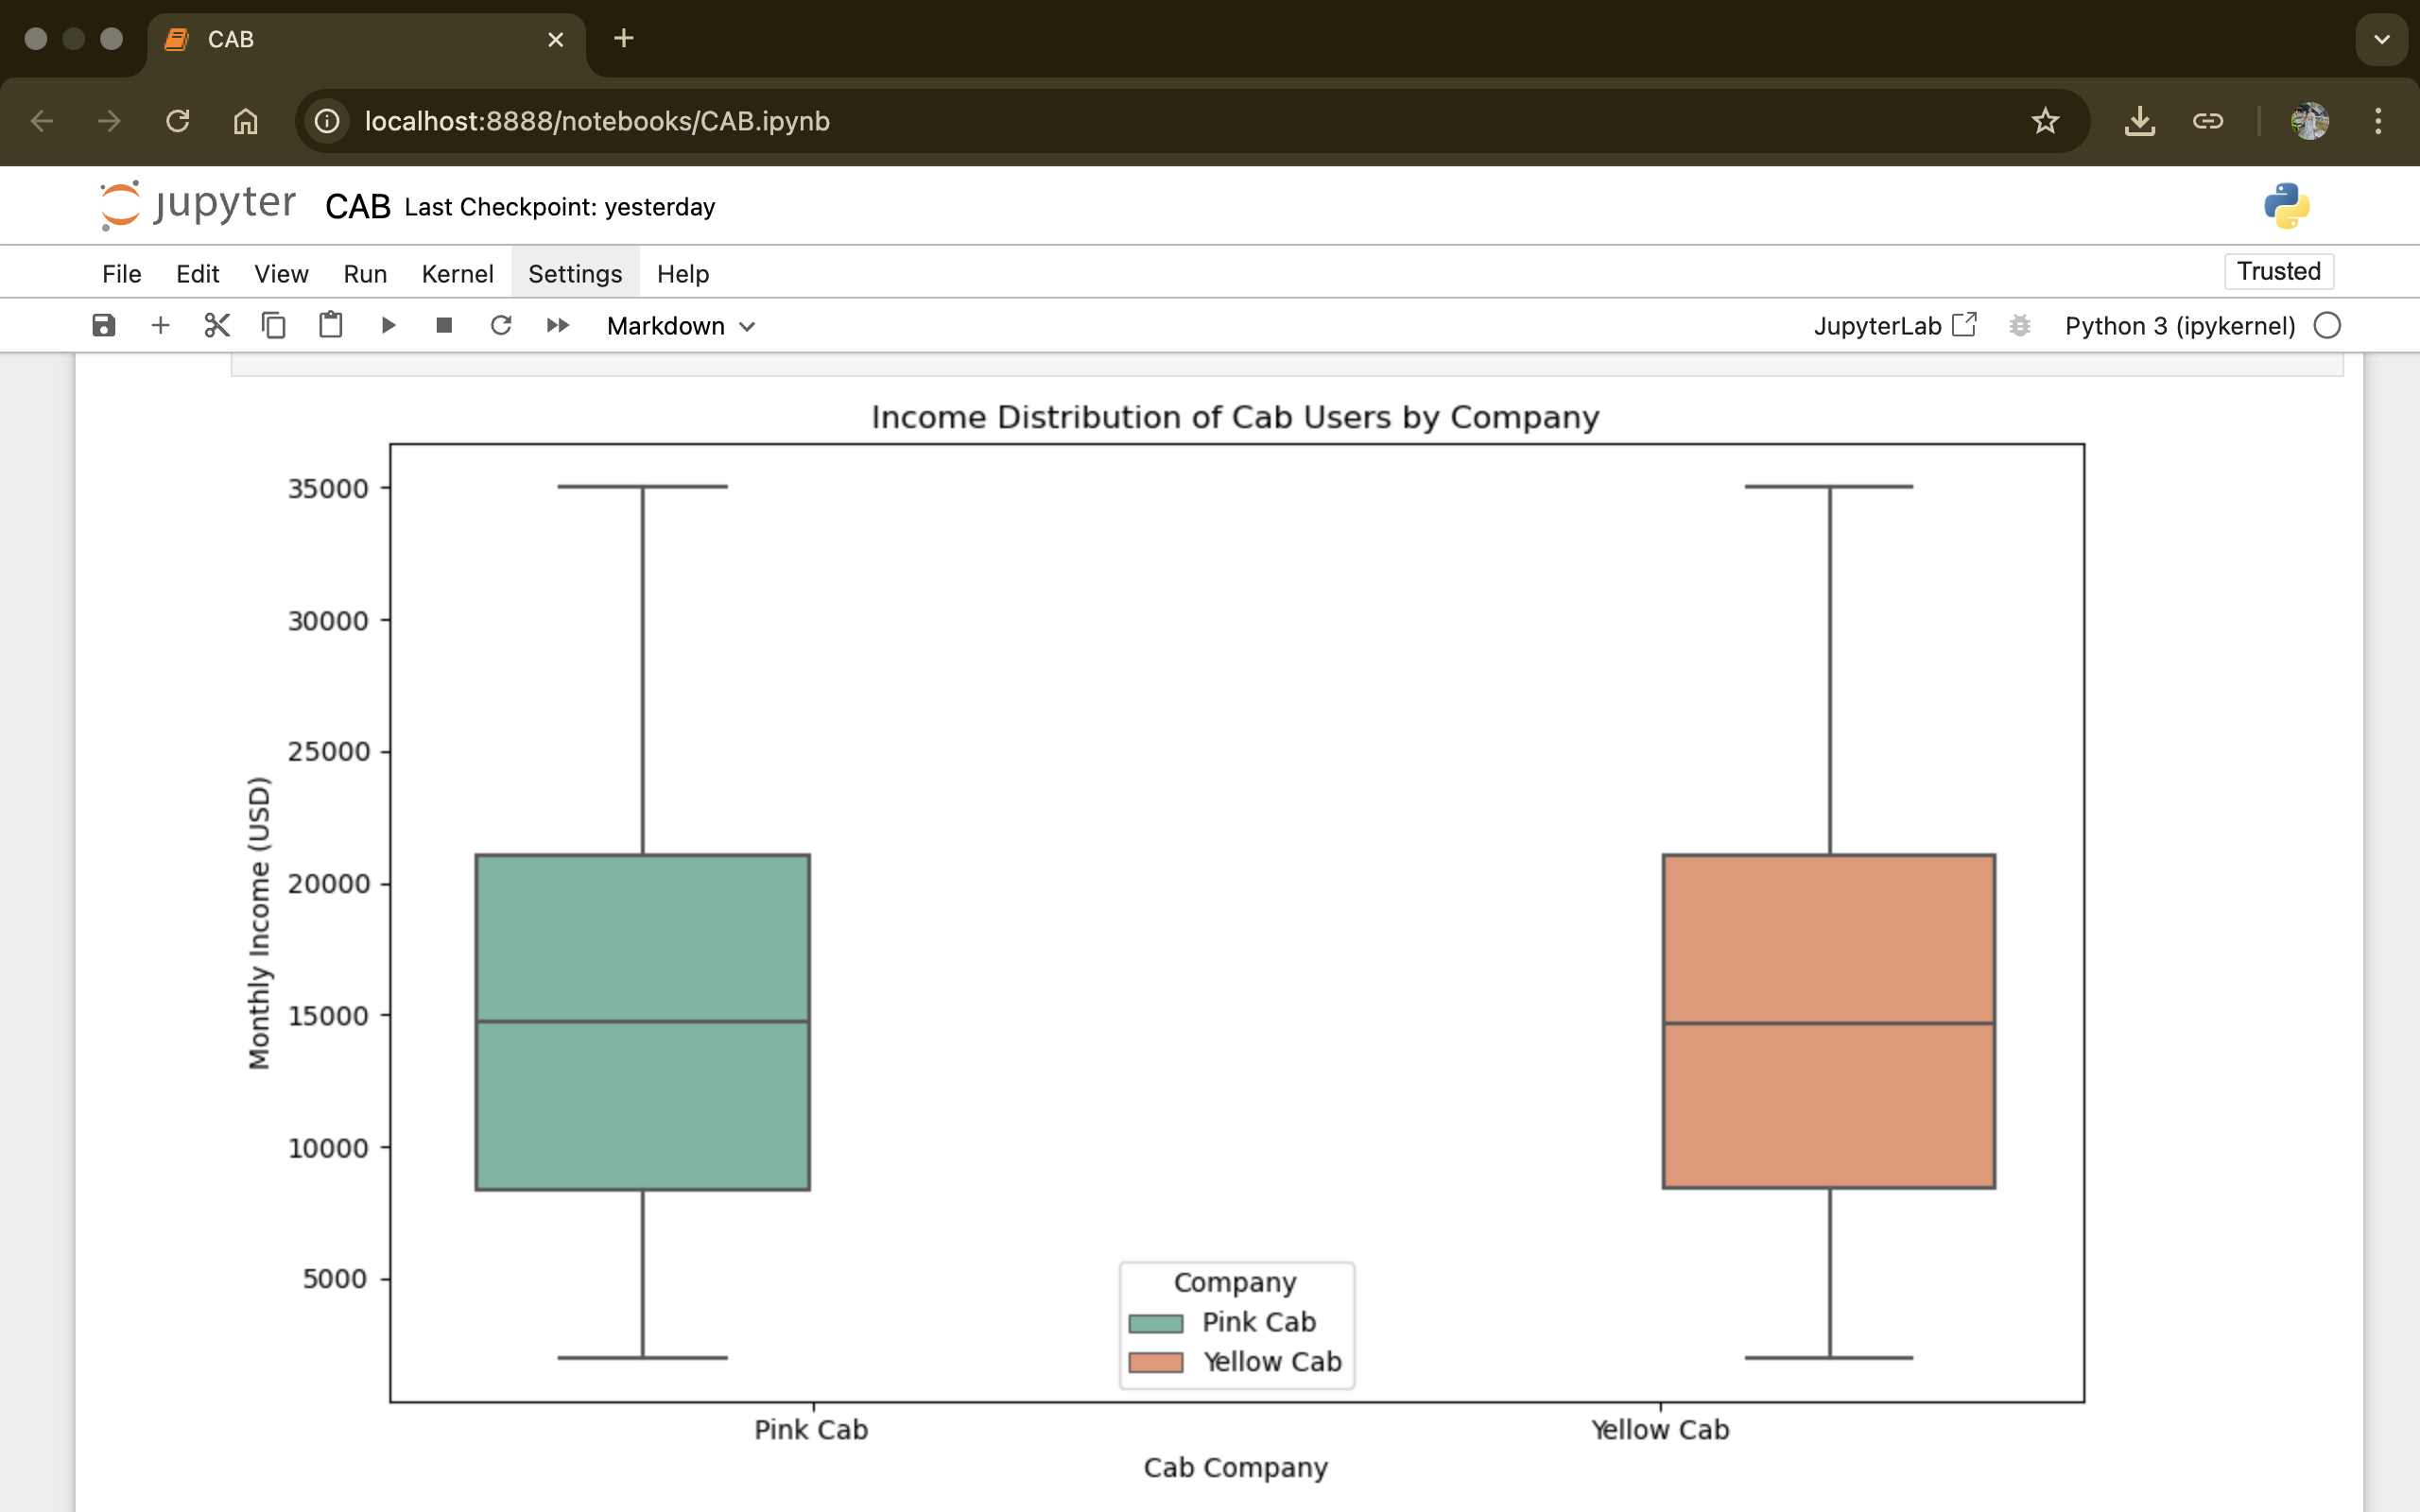 CAB
localhost:8888/notebooks/CAB.ipynb
jupyter CAB Last Checkpoint: yesterday
File Edit View Run Kernel Settings Help Trusted
Markdown JupyterLab Python 3 (ipykernel)
Income Distribution of Cab Users by Company
Monthly Income (USD)
35000
30000
25000
20000
15000
10000
5000
Company
Pink Cab
Yellow Cab
Pink Cab Yellow Cab
Cab Company